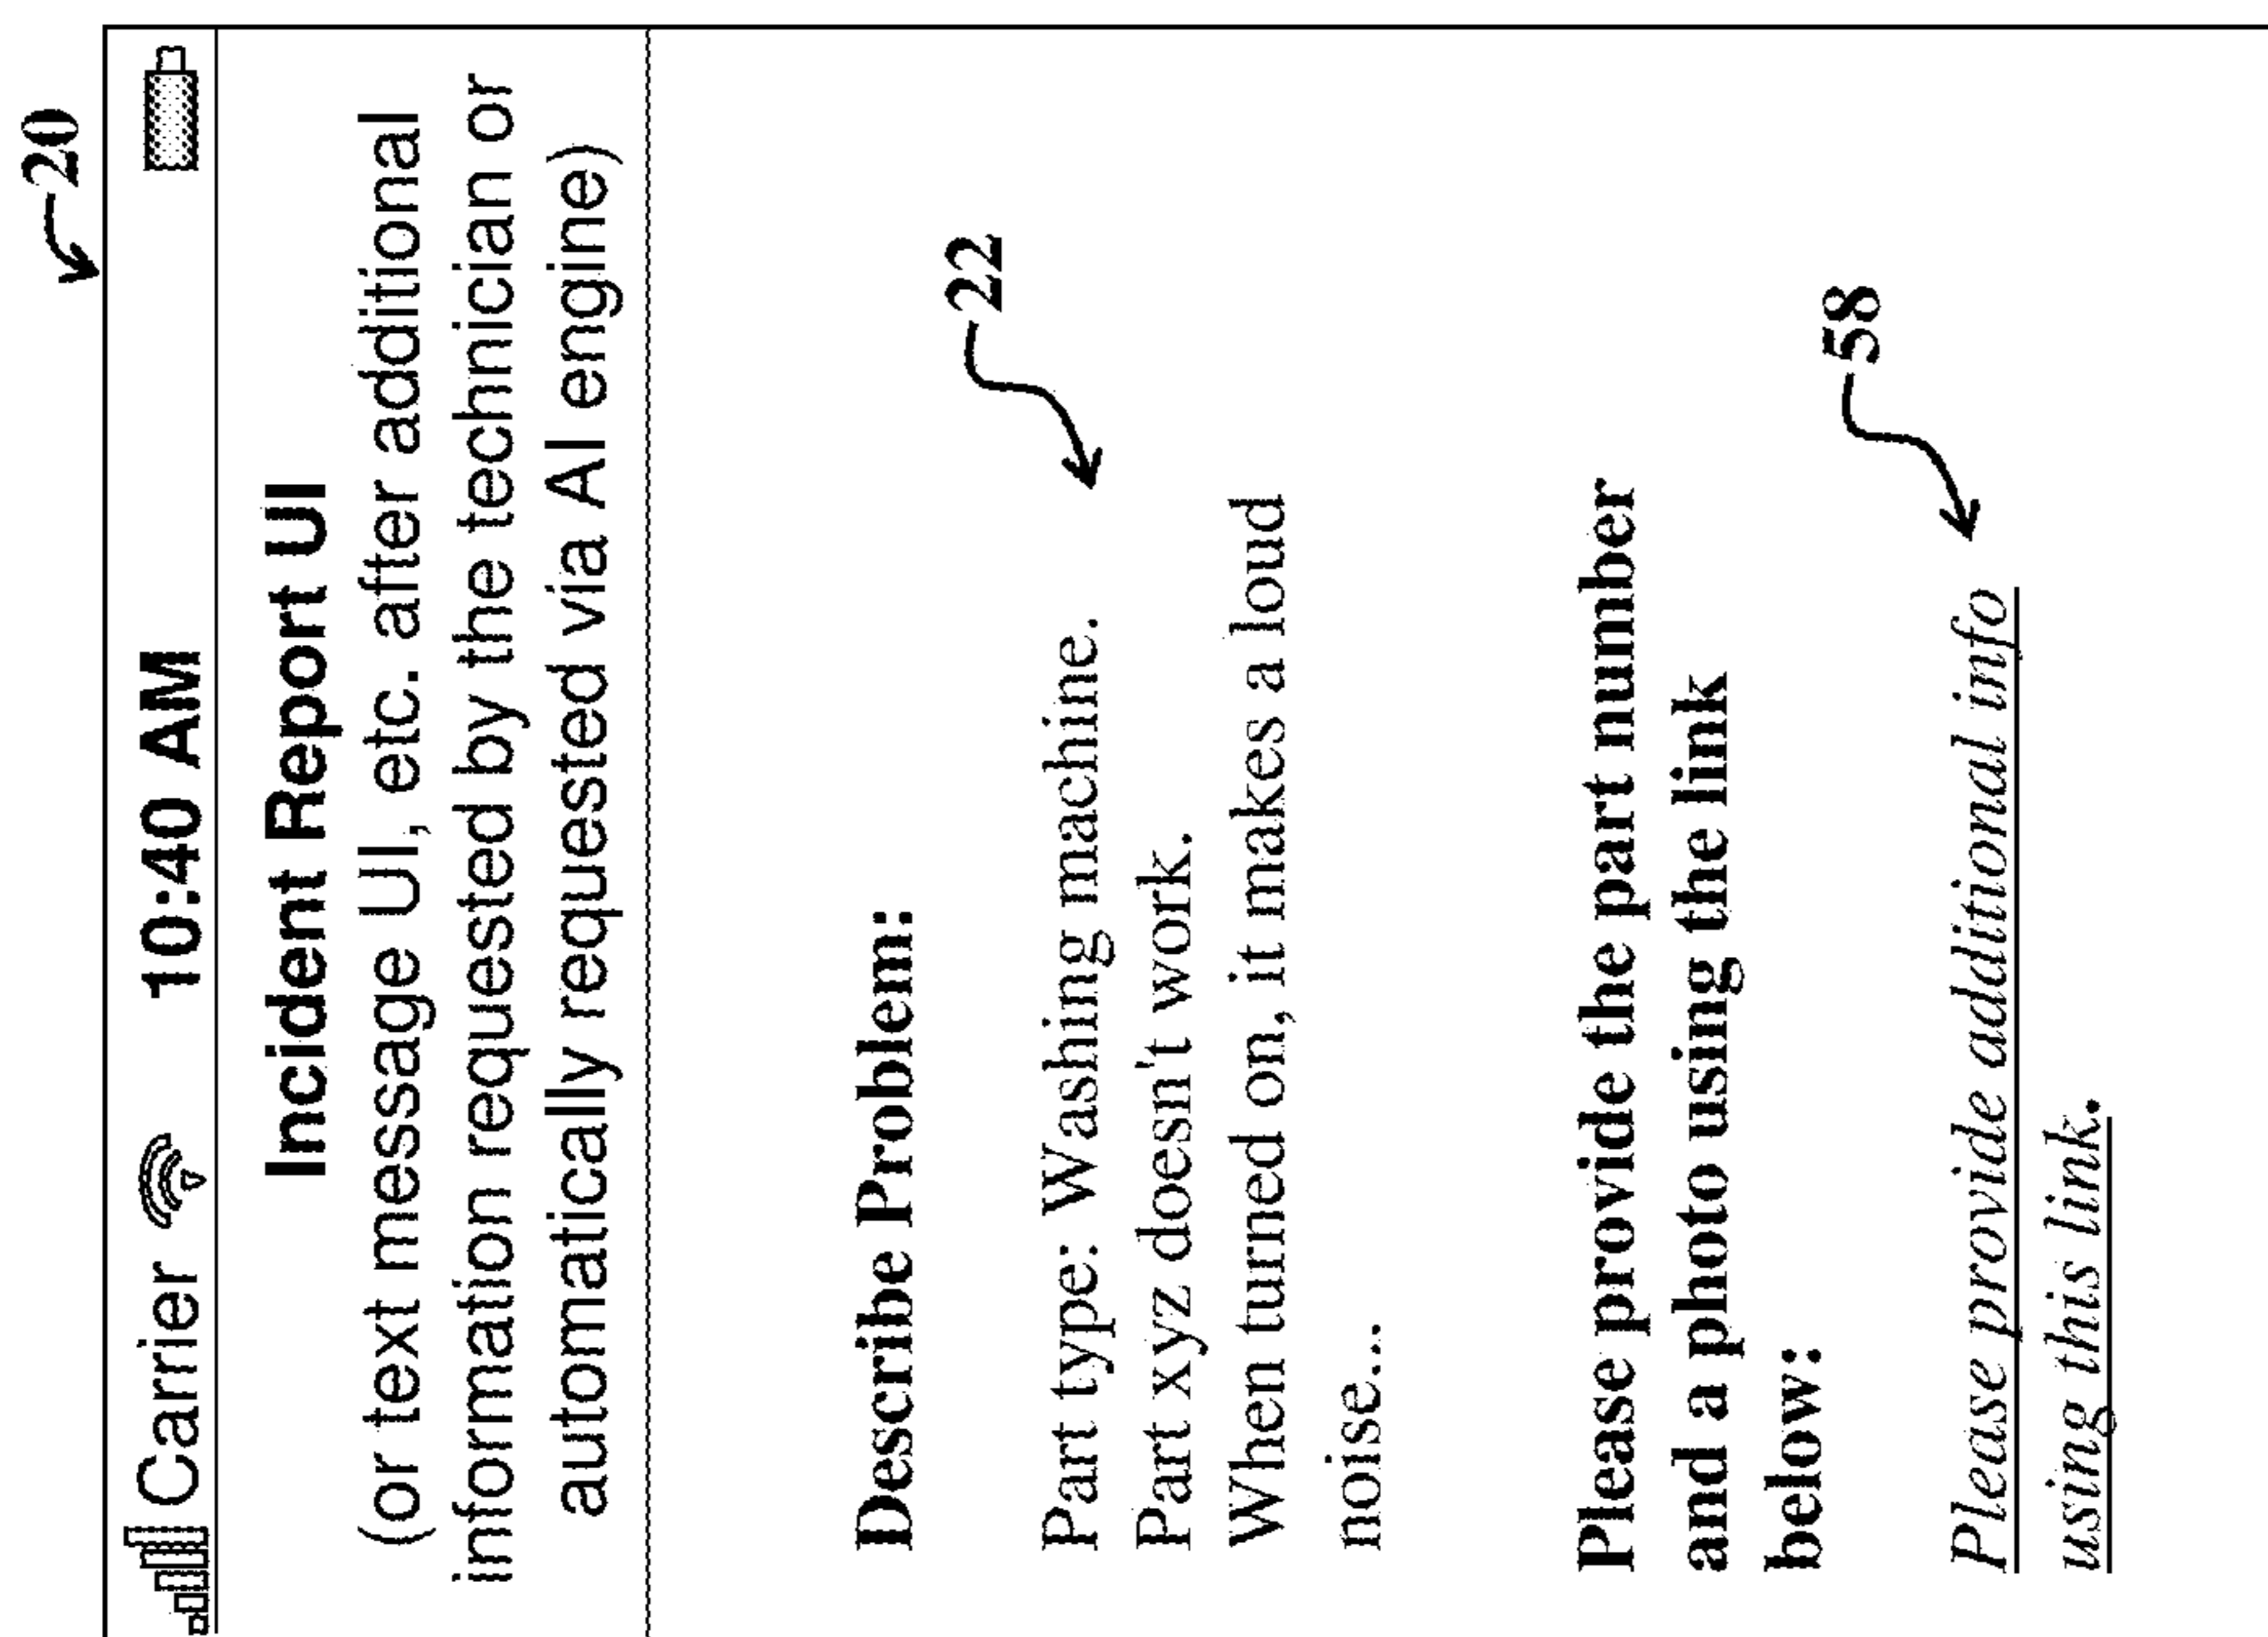 20
Carrier 10:40 AM
Incident Report UI
(or text message UI, etc. after additional
information requested by the technician or
automatically requested via AI engine)
Describe Problem:
22
Part type: Washing machine.
Part xyz doesn't work.
When turned on, it makes a loud
noise...
Please provide the part number
and a photo using the link
below:
58
Please provide additional info
using this link.